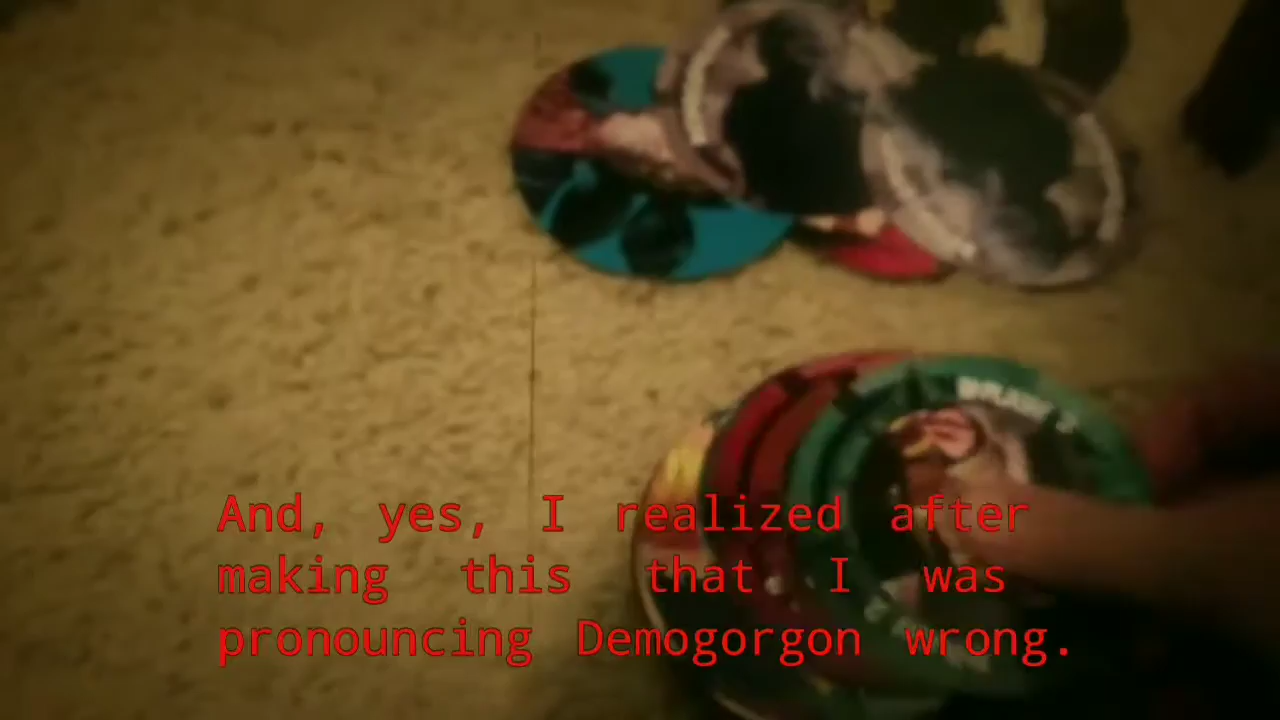 And, yes, I realized after
making this that I was
pronouncing Demogorgon wrong.